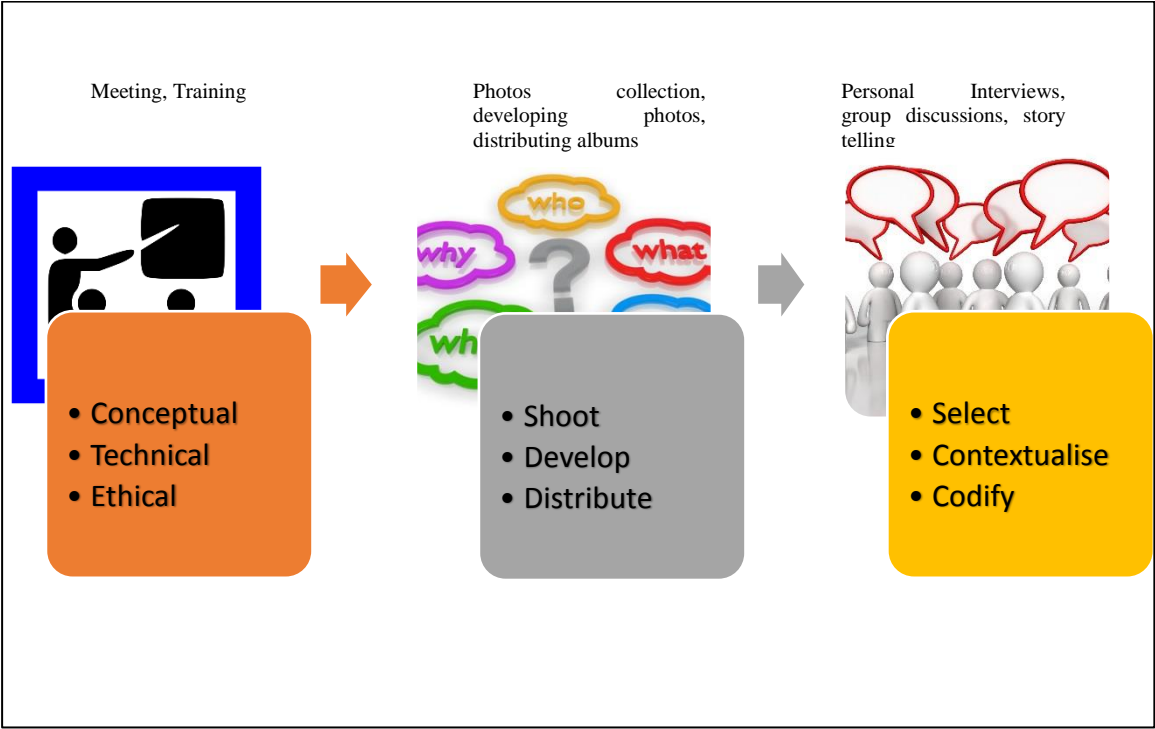 Meeting, Training
Photos collection,
developing photos,
distributing albums
Personal Interviews,
group discussions, story
telling
who
why
what
• Conceptual
• Technical
• Ethical
• Shoot
• Develop
• Distribute
• Select
• Contextualise
• Codify